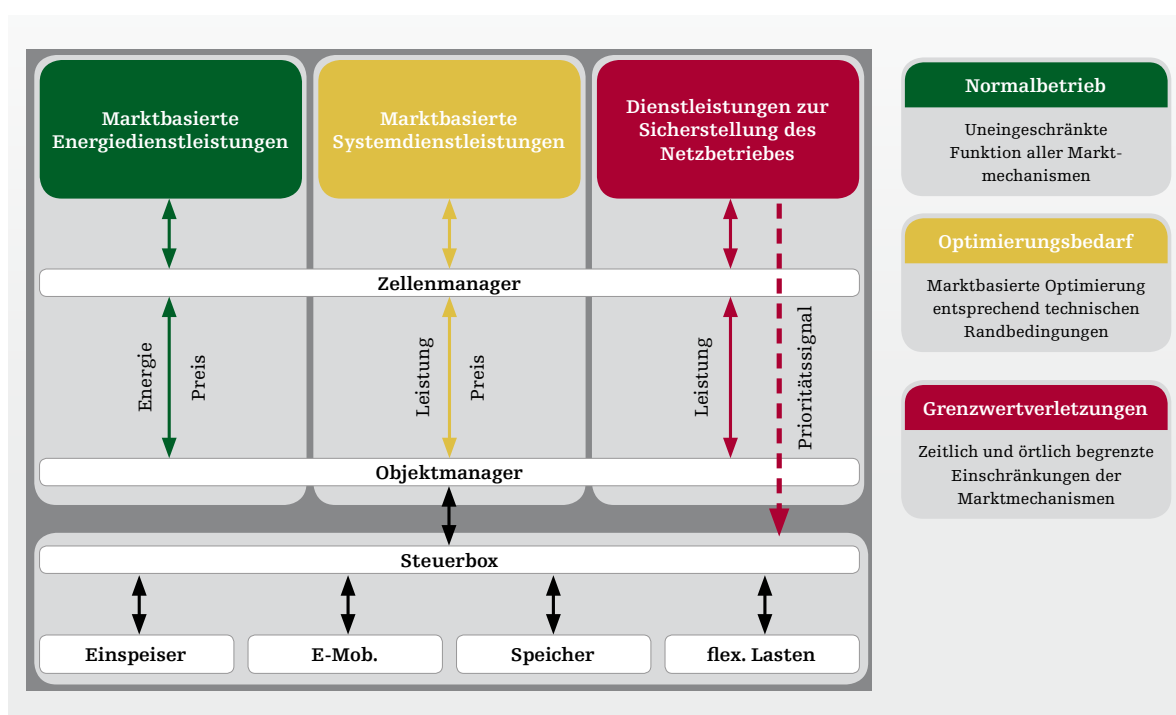 Marktbasierte
Energiedienstleistungen
Marktbasierte
Systemdienstleistungen
Dienstleistungen zur
Sicherstellung des
Netzbetriebes
Zellenmanager
Energie
Preis
Leistung
Preis
Leistung
Prioritätssignal
Objektmanager
Steuerbox
Einspeiser
E-Mob.
Speicher
flex. Lasten
Normalbetrieb
Uneingeschränkte
Funktion aller Markt-
mechanismen
Optimierungsbedarf
Marktbasierte Optimierung
entsprechend technischen
Randbedingungen
Grenzwertverletzungen
Zeitlich und örtlich begrenzte
Einschränkungen der
Marktmechanismen